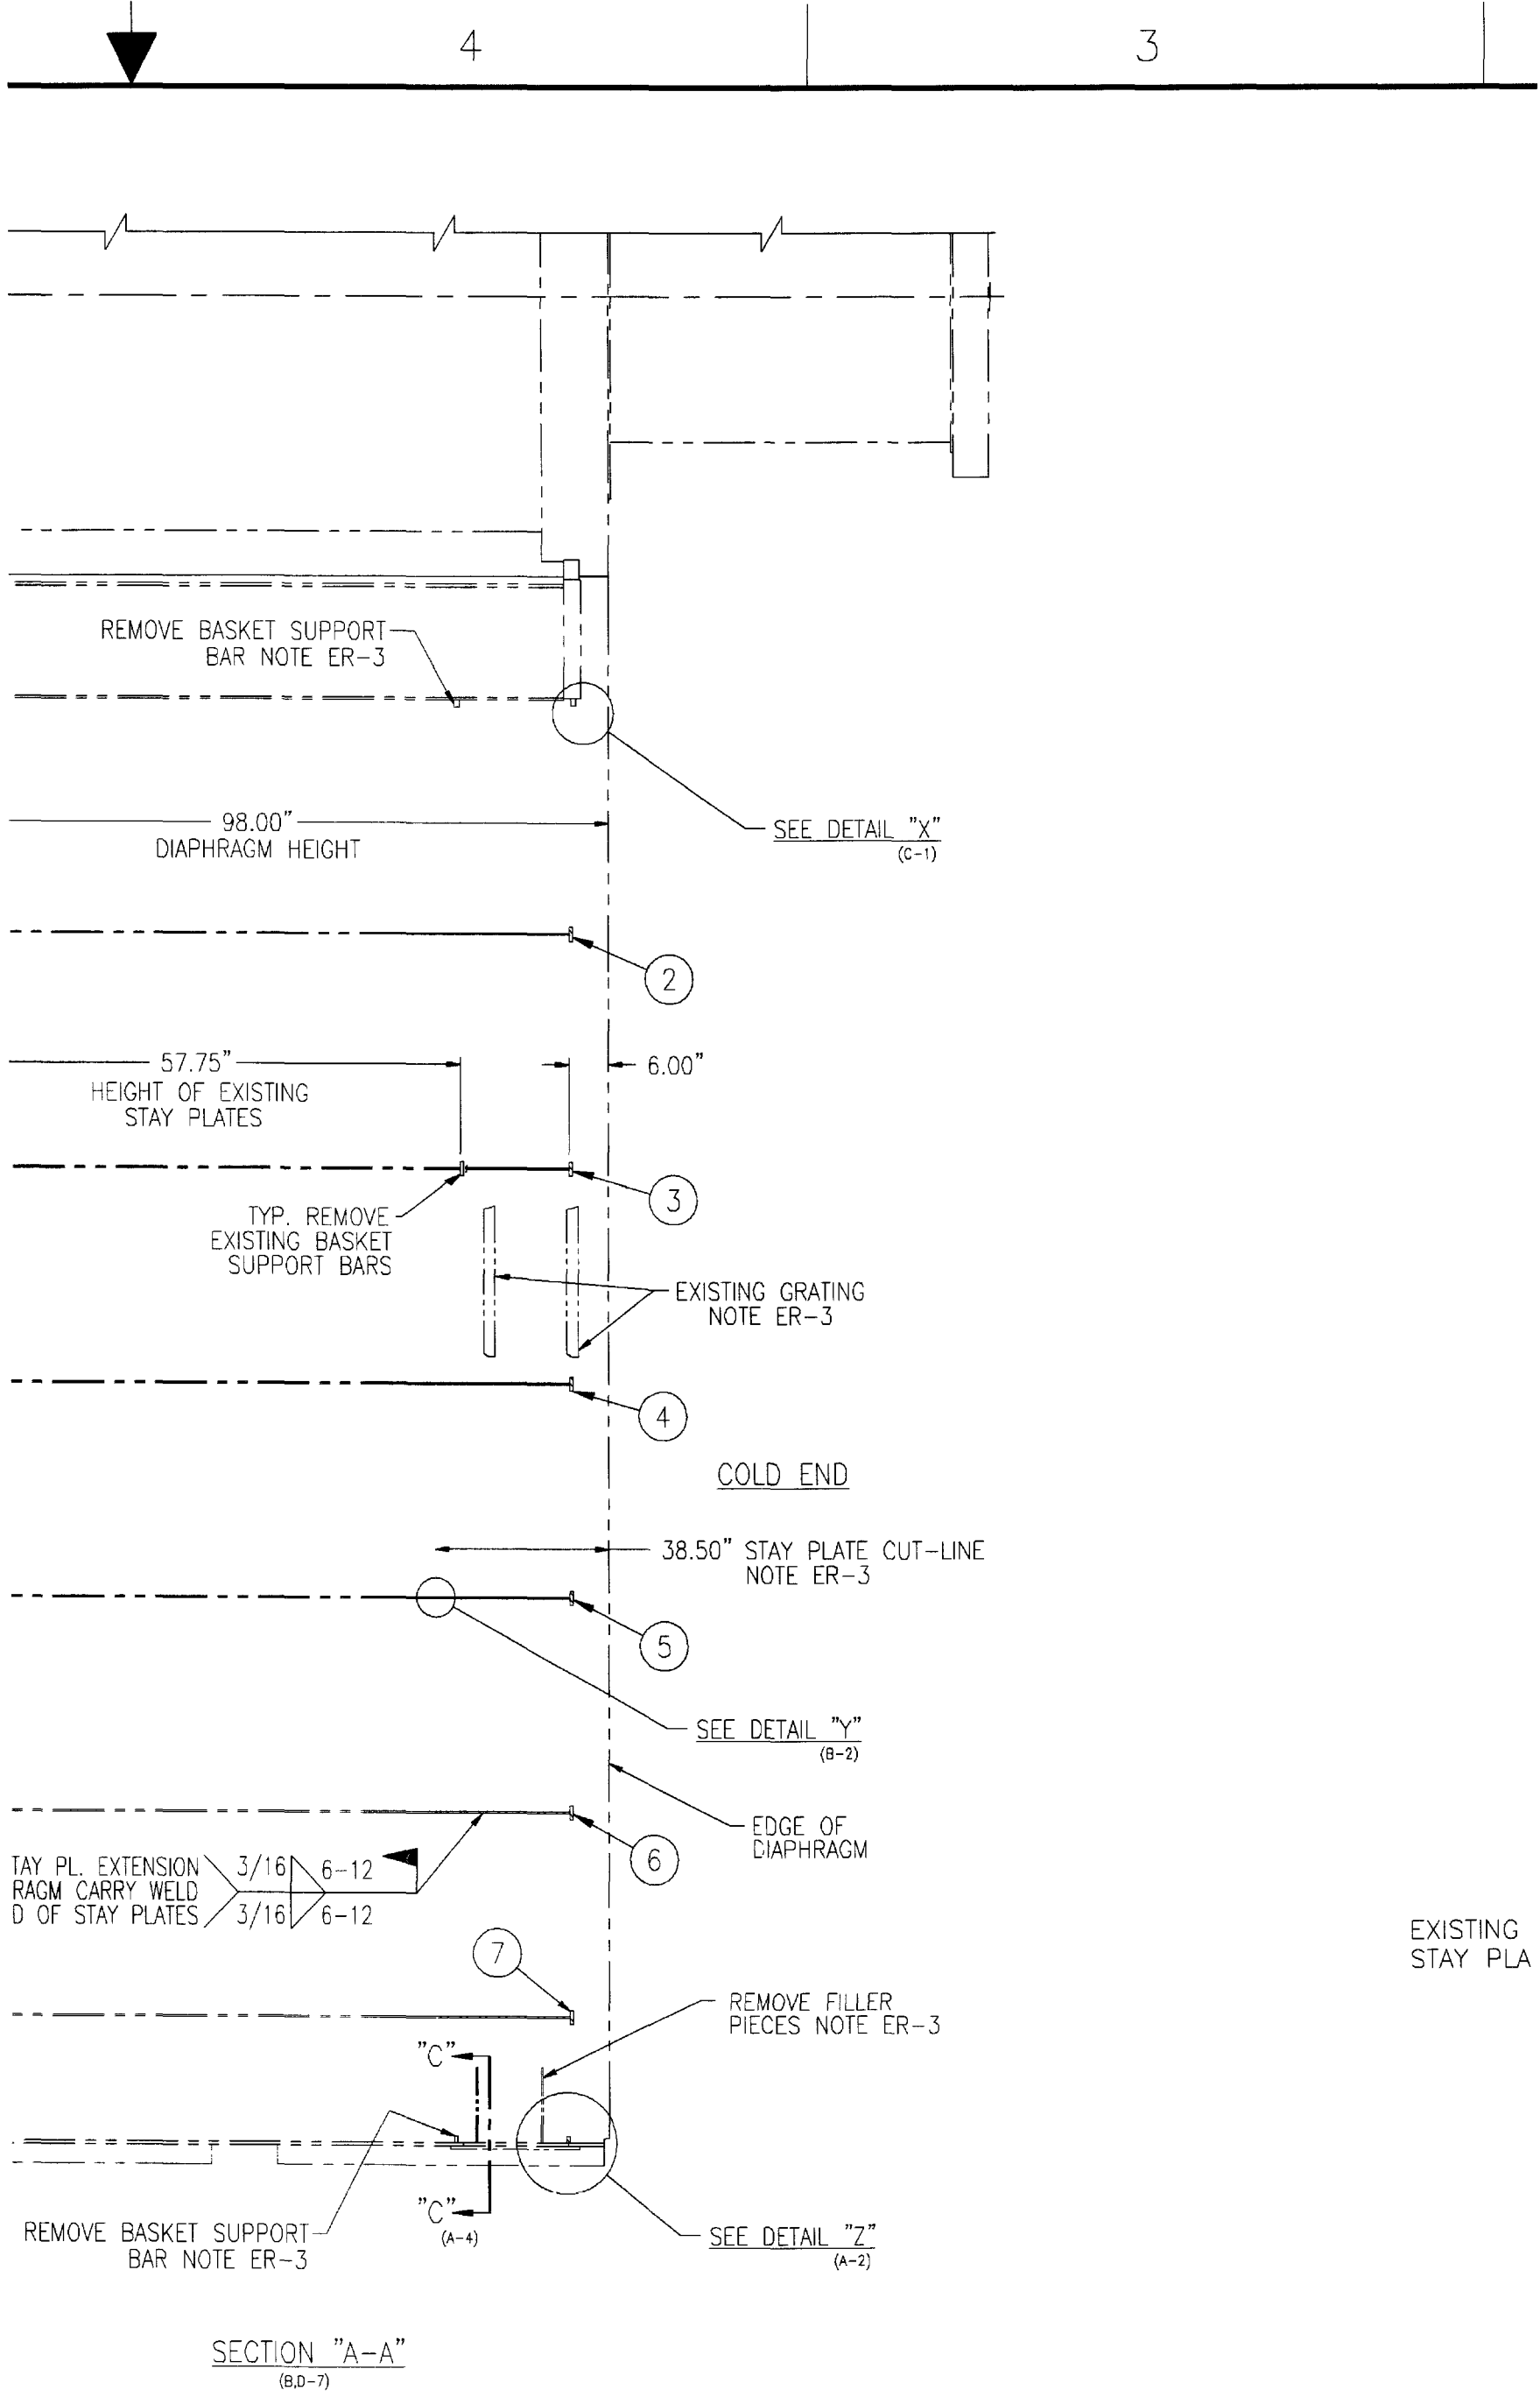 4
3
REMOVE BASKET SUPPORT
BAR NOTE ER-3
98.00"
DIAPHRAGM HEIGHT
SEE DETAIL "X"
(C-1)
2
57.75"
HEIGHT OF EXISTING
STAY PLATES
6.00"
3
TYP. REMOVE
EXISTING BASKET
SUPPORT BARS
EXISTING GRATING
NOTE ER-3
4
COLD END
38.50" STAY PLATE CUT-LINE
NOTE ER-3
5
SEE DETAIL "Y"
(B-2)
EDGE OF
DIAPHRAGM
6
TAY PL. EXTENSION
RAGM CARRY WELD
D OF STAY PLATES
3/16 6-12
3/16 6-12
EXISTING
STAY PLA
7
REMOVE FILLER
PIECES NOTE ER-3
"C"
"C"
(A-4)
REMOVE BASKET SUPPORT
BAR NOTE ER-3
SEE DETAIL "Z"
(A-2)
SECTION "A-A"
(B,D-7)